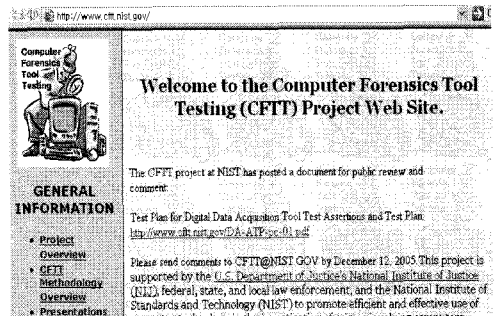 http://www.cftt.nist.gov/
Computer
Forensics
Tool
Testing
GENERAL
INFORMATION
Project
Overview
CFTT
Methodology
Overview
Presentations
Welcome to the Computer Forensics Tool
Testing (CFTT) Project Web Site.
The CFTT project at NIST has posted a document for public review and
comment:
Test Plan for Digital Data Acquisition Tool Test Assertions and Test Plan
http://www.cftt.nist.gov/DA-ATP-pc-01.pdf
Please send comments to CFTT@NIST.GOV by December 12, 2005.This project is
supported by the U.S. Department of Justice's National Institute of Justice
(NIJ), federal, state, and local law enforcement, and the National Institute of
Standards and Technology (NIST) to promote efficient and effective use of